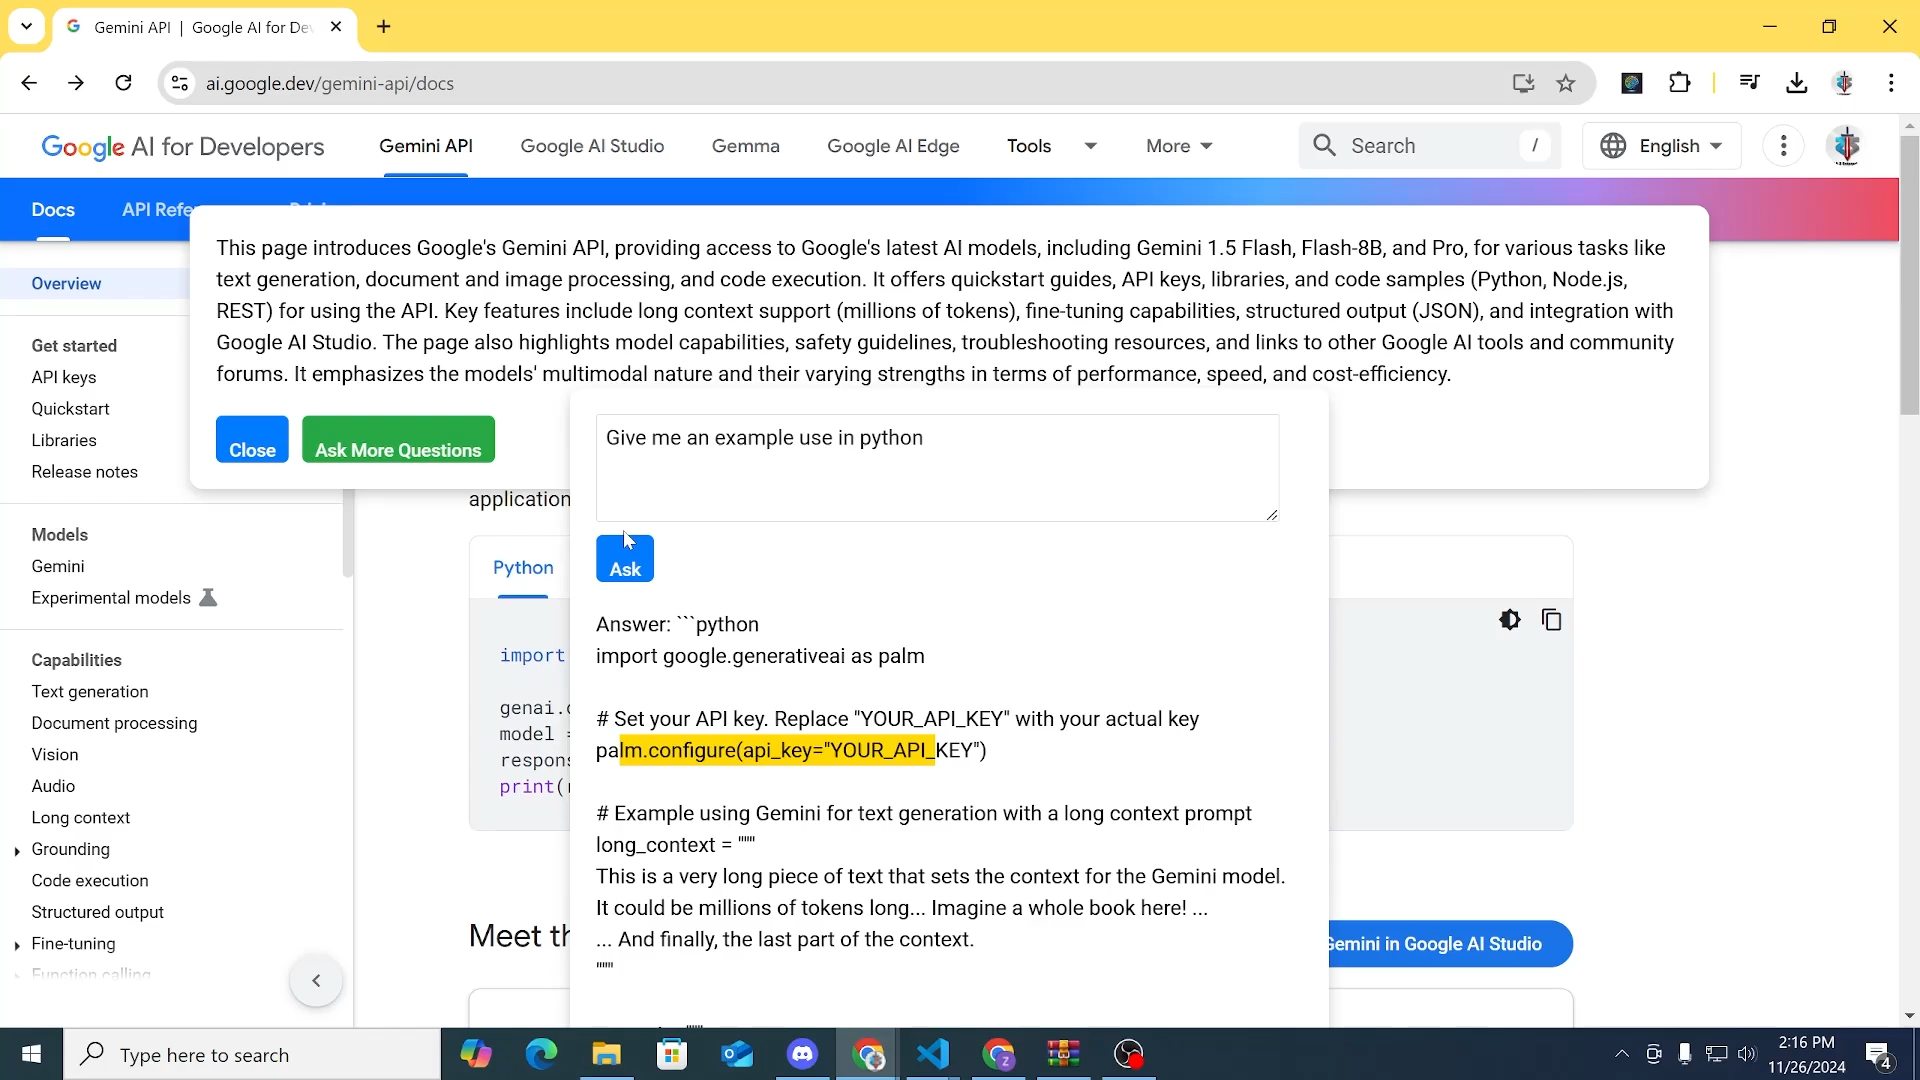 Gemini API | Google AI for De
ai.google.dev/gemini-api/docs
Google AI for Developers
Gemini API
Google AI Studio
Gemma
Google AI Edge
Tools
More
Search
/
English
Docs
API Refe
This page introduces Google's Gemini API, providing access to Google's latest AI models, including Gemini 1.5 Flash, Flash-8B, and Pro, for various tasks like
text generation, document and image processing, and code execution. It offers quickstart guides, API keys, libraries, and code samples (Python, Node.js,
REST) for using the API. Key features include long context support (millions of tokens), fine-tuning capabilities, structured output (JSON), and integration with
Google AI Studio. The page also highlights model capabilities, safety guidelines, troubleshooting resources, and links to other Google AI tools and community
forums. It emphasizes the models' multimodal nature and their varying strengths in terms of performance, speed, and cost-efficiency.
Close
Ask More Questions
Overview
Get started
API keys
Quickstart
Libraries
Release notes
Models
Gemini
Experimental models
Capabilities
Text generation
Document processing
Vision
Audio
Long context
Grounding
Code execution
Structured output
Fine-tuning
Function calling
application
Python
import
genai.c
model =
respons
print(r
Meet th
Gemini in Google AI Studio
Give me an example use in python
Ask
Answer: ```python
import google.generativeai as palm
# Set your API key. Replace "YOUR_API_KEY" with your actual key
palm.configure(api_key="YOUR_API_KEY")
# Example using Gemini for text generation with a long context prompt
long_context = """
This is a very long piece of text that sets the context for the Gemini model.
It could be millions of tokens long... Imagine a whole book here! ...
... And finally, the last part of the context.
"""
Type here to search
2:16 PM
11/26/2024
4